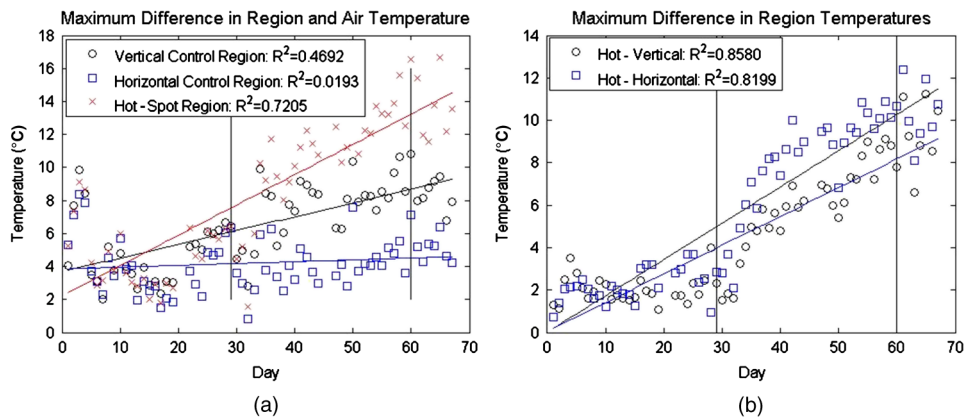 Maximum Difference in Region and Air Temperature
18
16
14
12
10
8
6
4
2
0
Temperature (°C)
Vertical Control Region: R²=0.4692
Horizontal Control Region: R²=0.0193
Hot - Spot Region: R²=0.7205
0 10 20 30 40 50 60 70
Day
(a)
Maximum Difference in Region Temperatures
14
12
10
8
6
4
2
0
Temperature (°C)
Hot - Vertical: R²=0.8580
Hot - Horizontal: R²=0.8199
0 10 20 30 40 50 60 70
Day
(b)